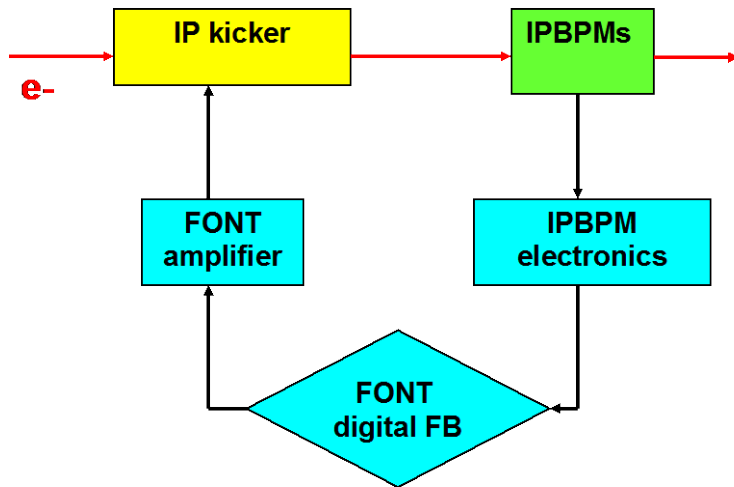 IP kicker
IPBPMs
e-
FONT
amplifier
IPBPM
electronics
FONT
digital FB